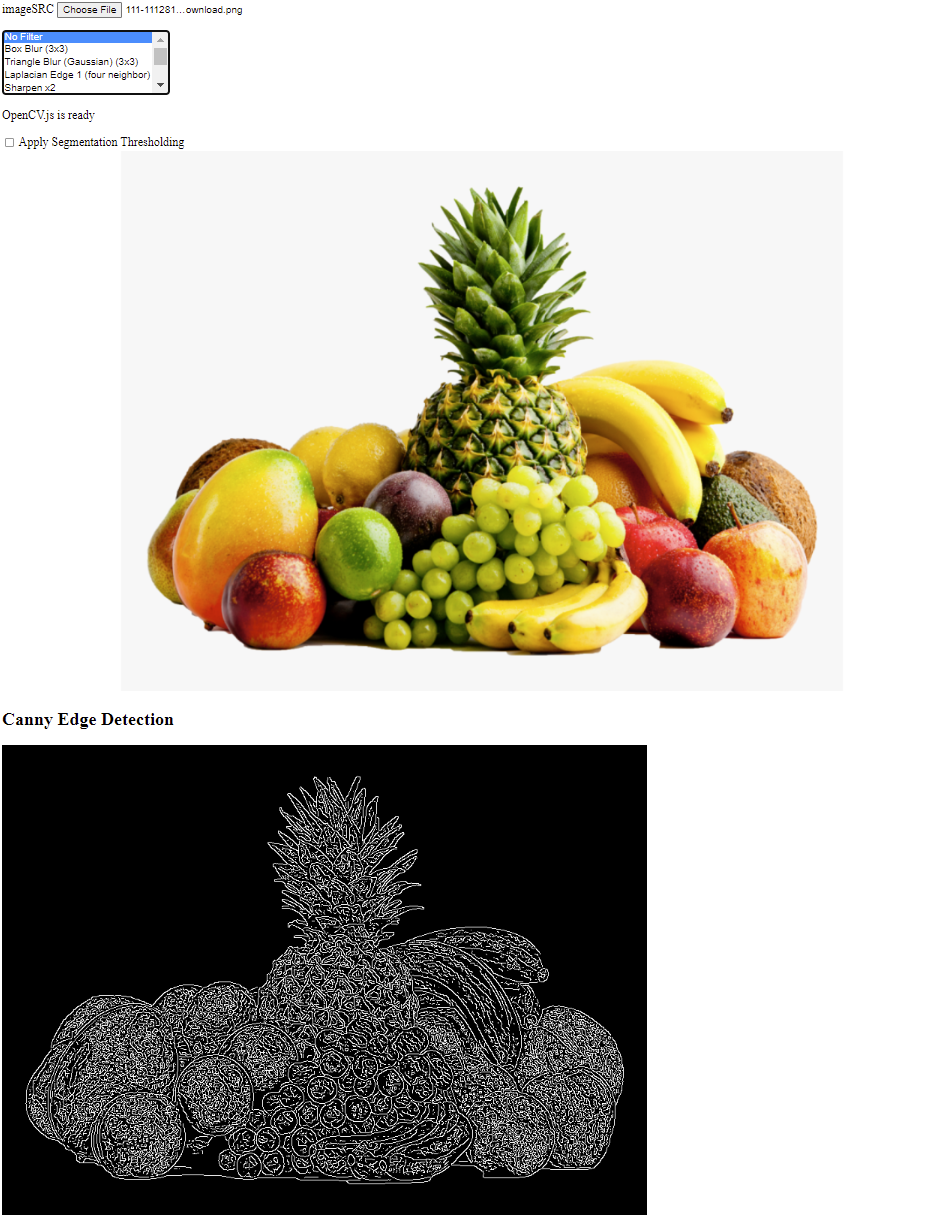 imageSRC Choose File 111-111281...ownload.png
No Filter
Box Blur (3x3)
Triangle Blur (Gaussian) (3x3)
Laplacian Edge 1 (four neighbor)
Sharpen x2
OpenCV.js is ready
Apply Segmentation Thresholding
Canny Edge Detection